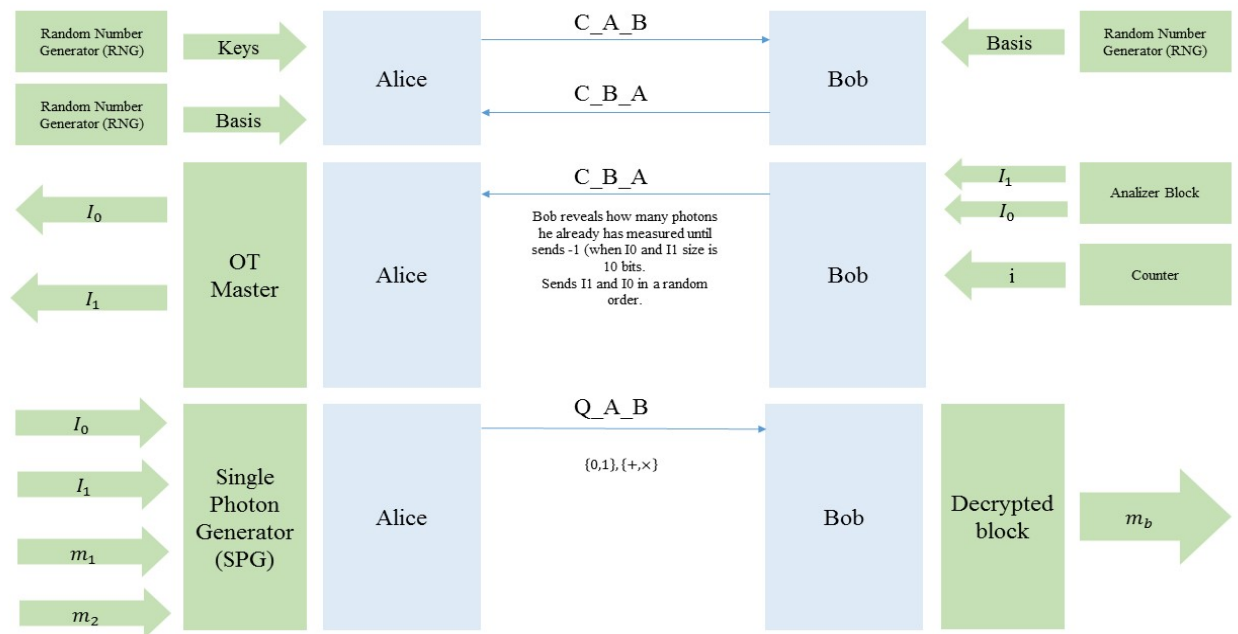 Random Number
Generator (RNG)
Keys
Random Number
Generator (RNG)
Basis
Alice
C_A_B
C_B_A
Bob
Basis
Random Number
Generator (RNG)
I₀
I₁
OT
Master
Alice
C_B_A
Bob reveals how many photons
he already has measured until
sends -1 (when I0 and I1 size is
10 bits.
Sends I1 and I0 in a random
order.
Bob
I₁
I₀
Analizer Block
i
Counter
I₀
I₁
m₁
m₂
Single
Photon
Generator
(SPG)
Alice
Q_A_B
{0,1},{+,×}
Bob
Decrypted
block
m_b